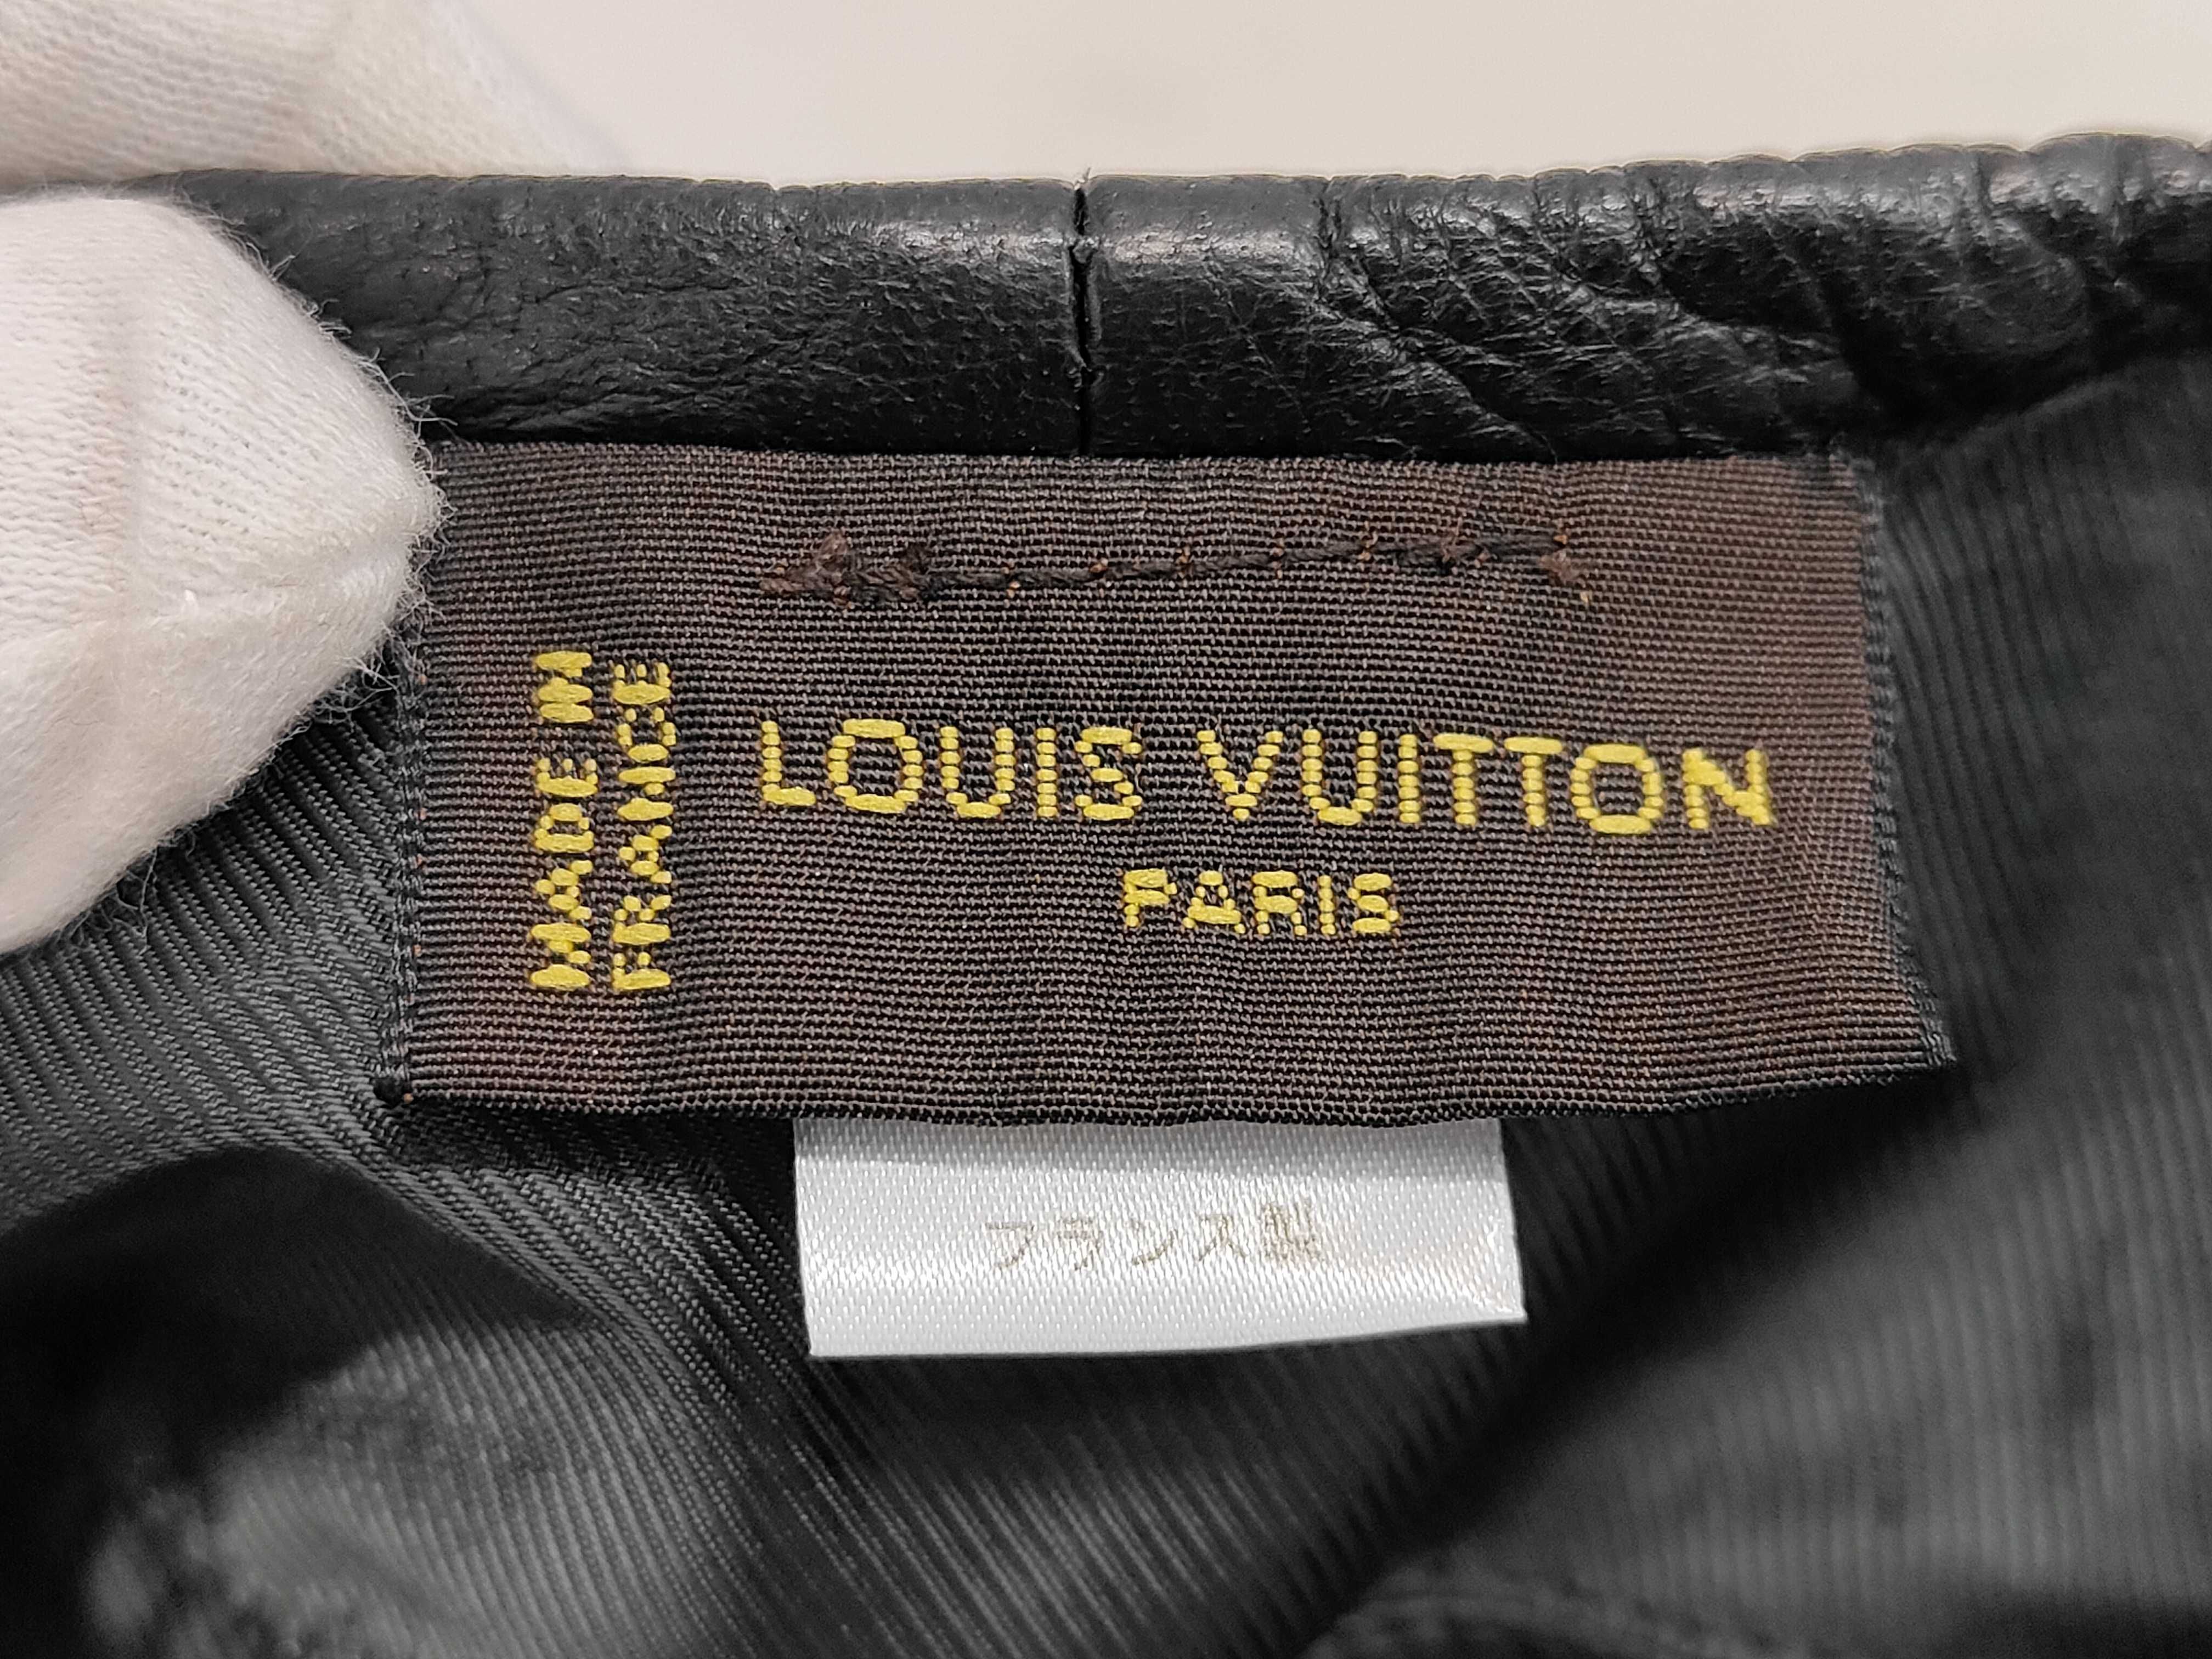 MADE IN
FRANCE
LOUIS VUITTON
PARIS
フランス製